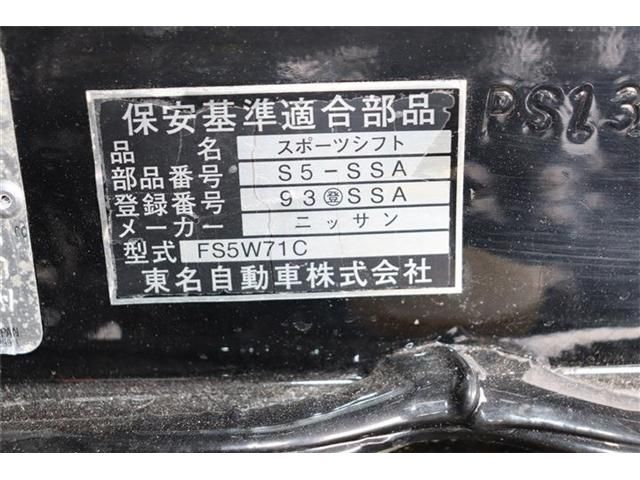 保安基準適合部品
品名 スポーツシフト
部品番号 S5-SSA
登録番号 93㊎SSA
メーカー ニッサン
型式 FS5W71C
東名自動車株式会社
PS13
PAN